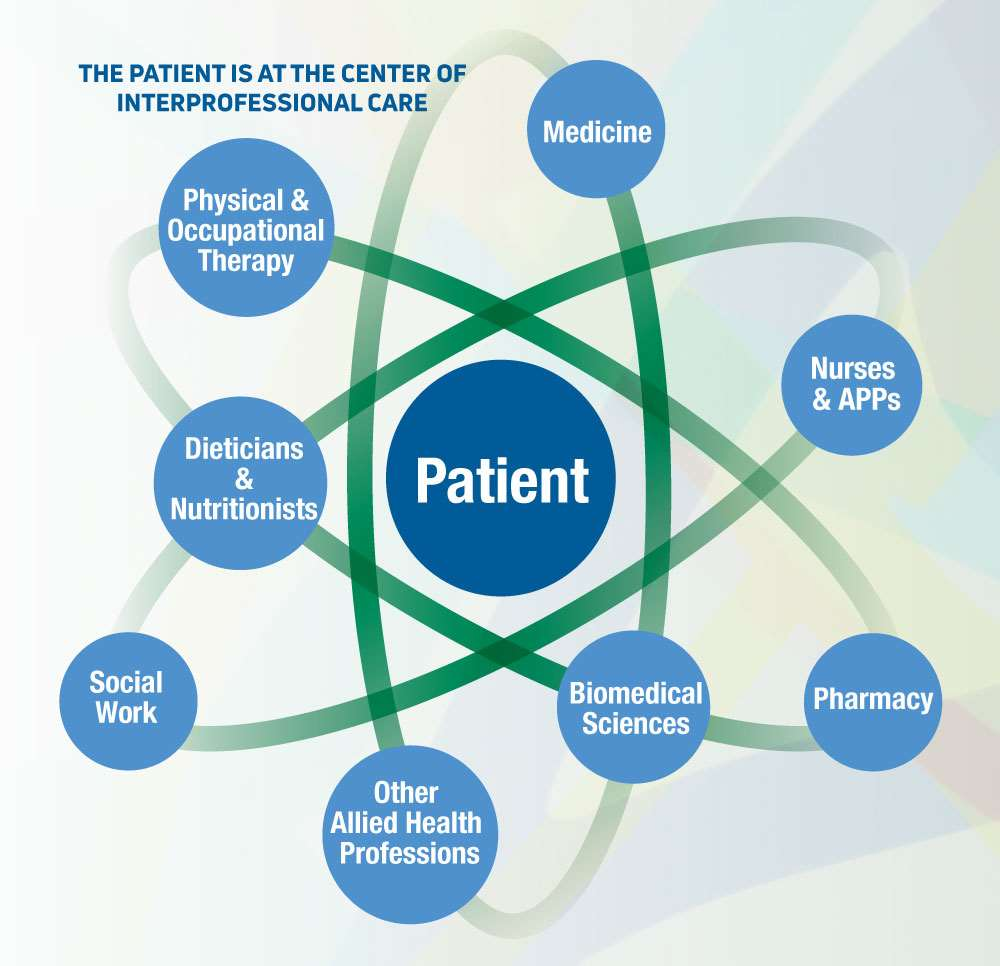 THE PATIENT IS AT THE CENTER OF
INTERPROFESSIONAL CARE
Medicine
Physical &
Occupational
Therapy
Nurses
& APPs
Dieticians
&
Nutritionists
Patient
Social
Work
Biomedical
Sciences
Pharmacy
Other
Allied Health
Professions